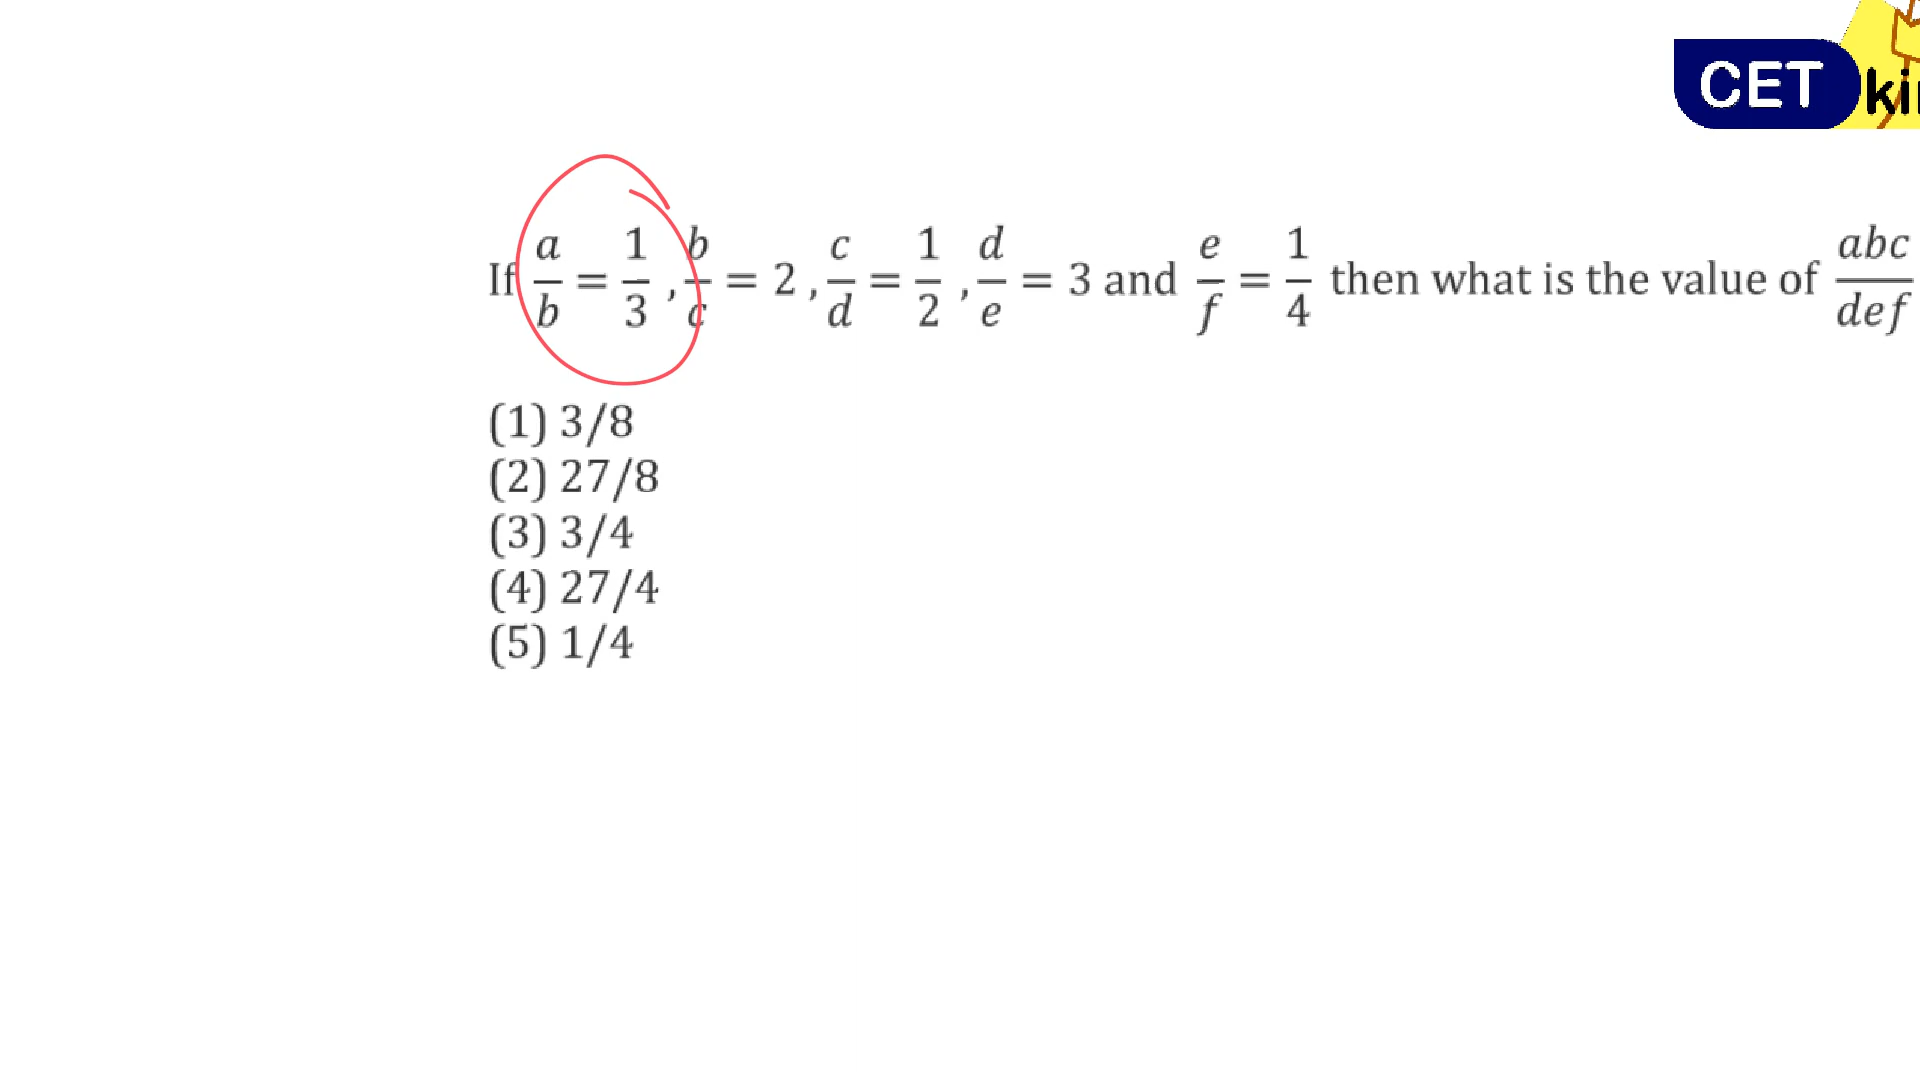 CET
If a/b = 1/3 , b/c = 2 , c/d = 1/2 , d/e = 3 and e/f = 1/4 then what is the value of abc/def
(1) 3/8
(2) 27/8
(3) 3/4
(4) 27/4
(5) 1/4